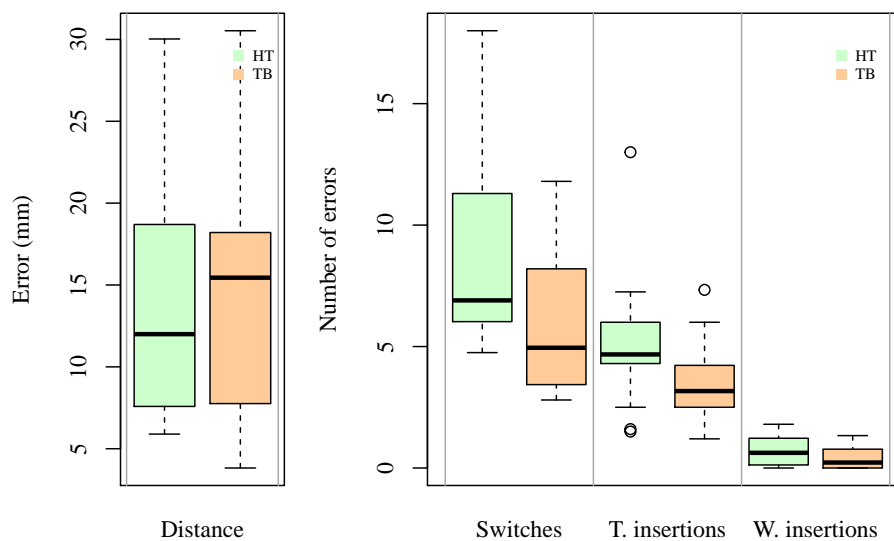 Error (mm)
30
25
20
15
10
5
HT
TB
Distance
Number of errors
15
10
5
0
HT
TB
Switches
T. insertions
W. insertions